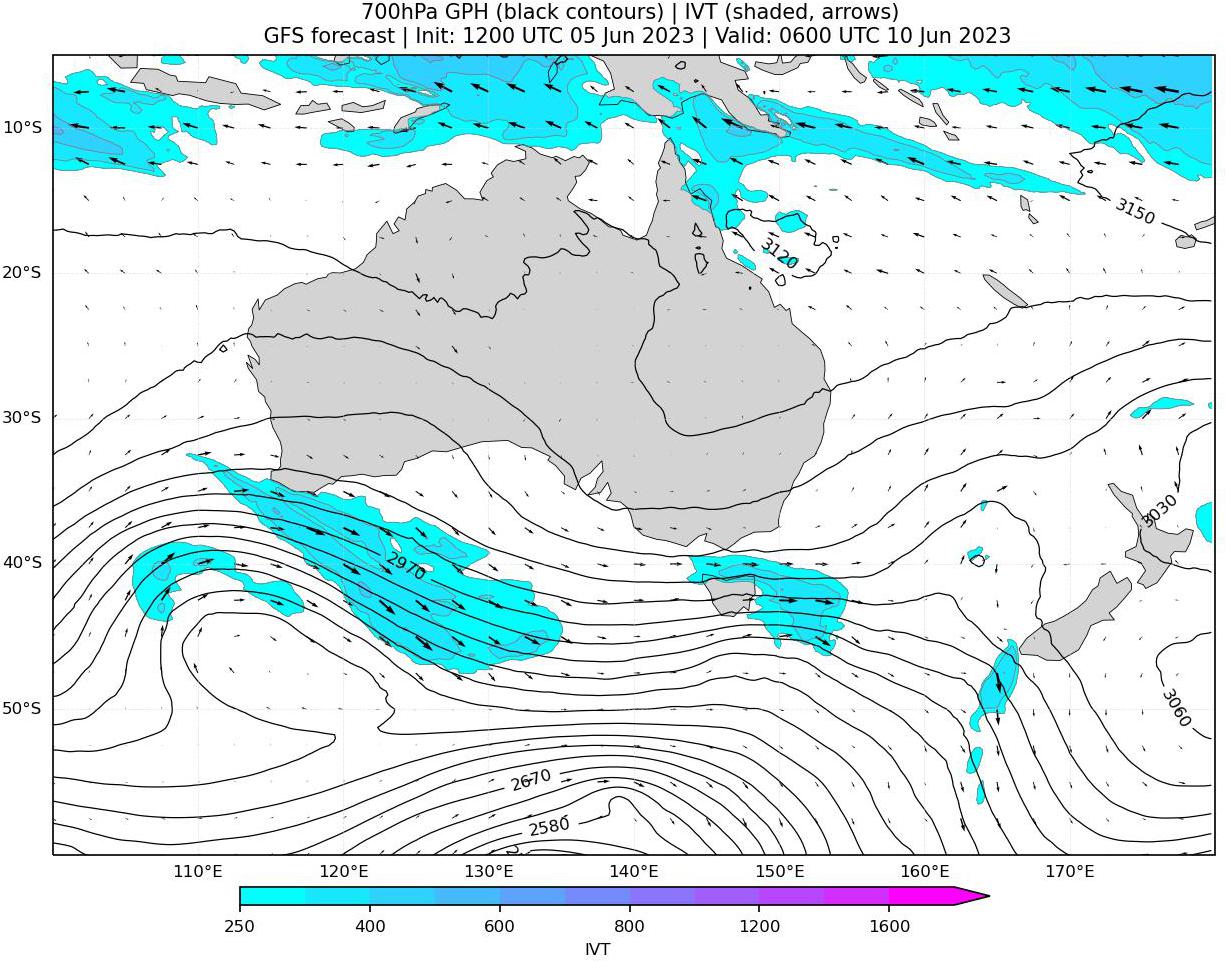 700hPa GPH (black contours) | IVT (shaded, arrows)
GFS forecast | Init: 1200 UTC 05 Jun 2023 | Valid: 0600 UTC 10 Jun 2023
10°S
3150
3120
20°S
30°S
3030
40°S
2970
50°S
3060
2670
2580
110°E 120°E 130°E 140°E 150°E 160°E 170°E
250 400 600 800 1200 1600
IVT